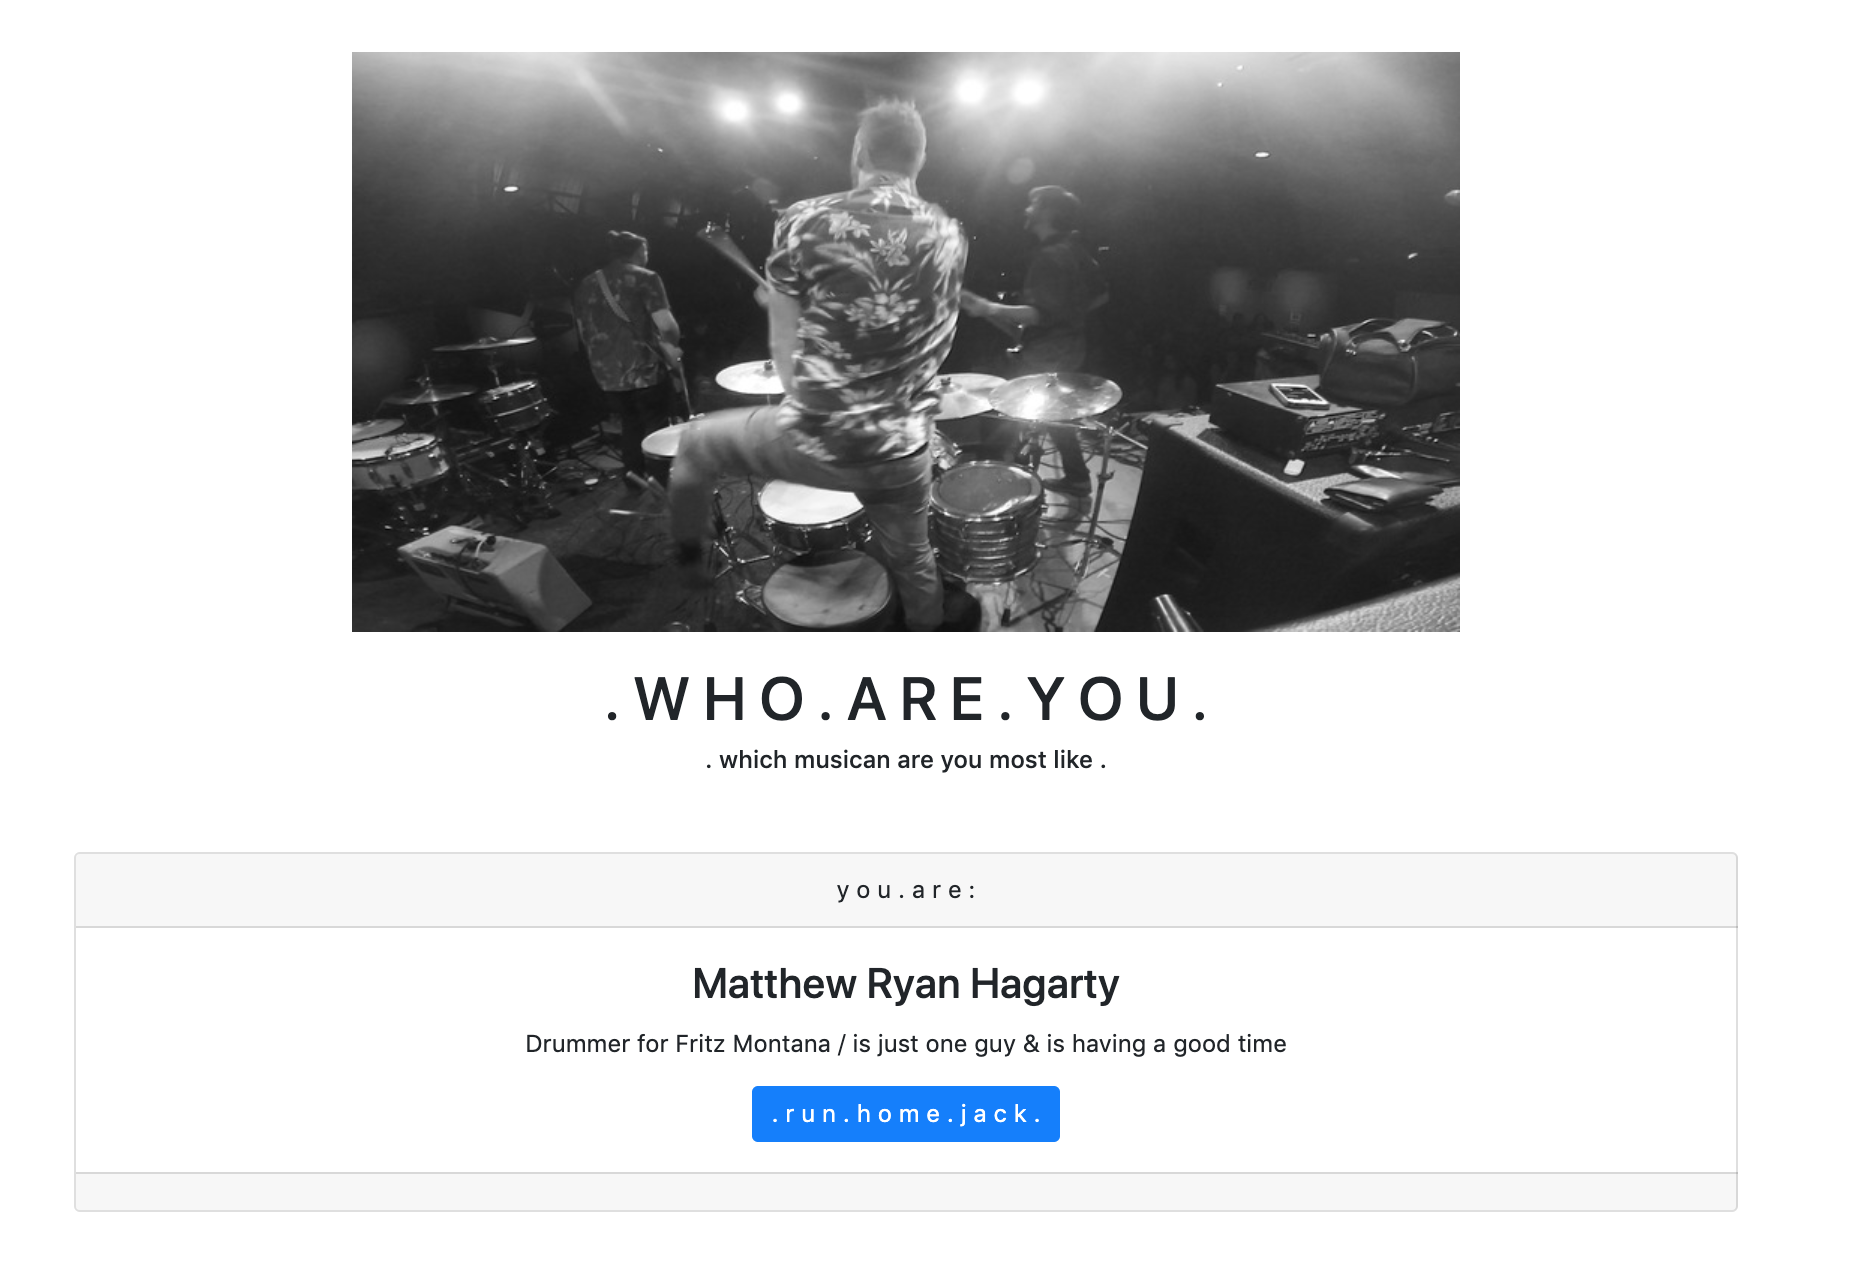 .WHO.ARE.YOU.
. which musican are you most like .
you.are:
Matthew Ryan Hagarty
Drummer for Fritz Montana / is just one guy & is having a good time
.run.home.jack.